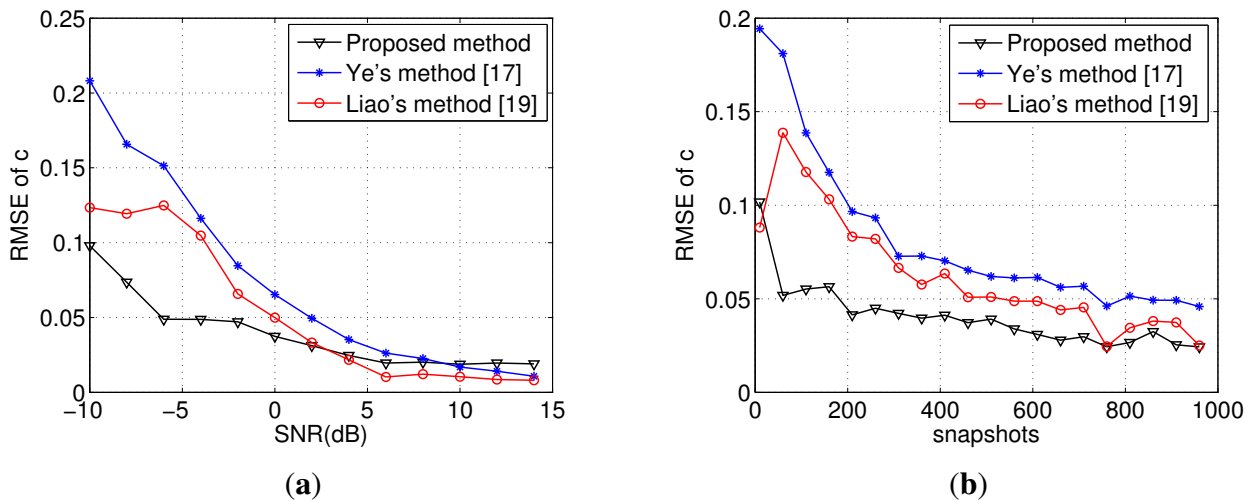 0.25
0.2
0.15
0.1
0.05
0
−10
−5
0
5
10
15
RMSE of c
SNR(dB)
Proposed method
Ye's method [17]
Liao's method [19]
(a)
0.2
0.15
0.1
0.05
0
0
200
400
600
800
1000
RMSE of c
snapshots
Proposed method
Ye's method [17]
Liao's method [19]
(b)